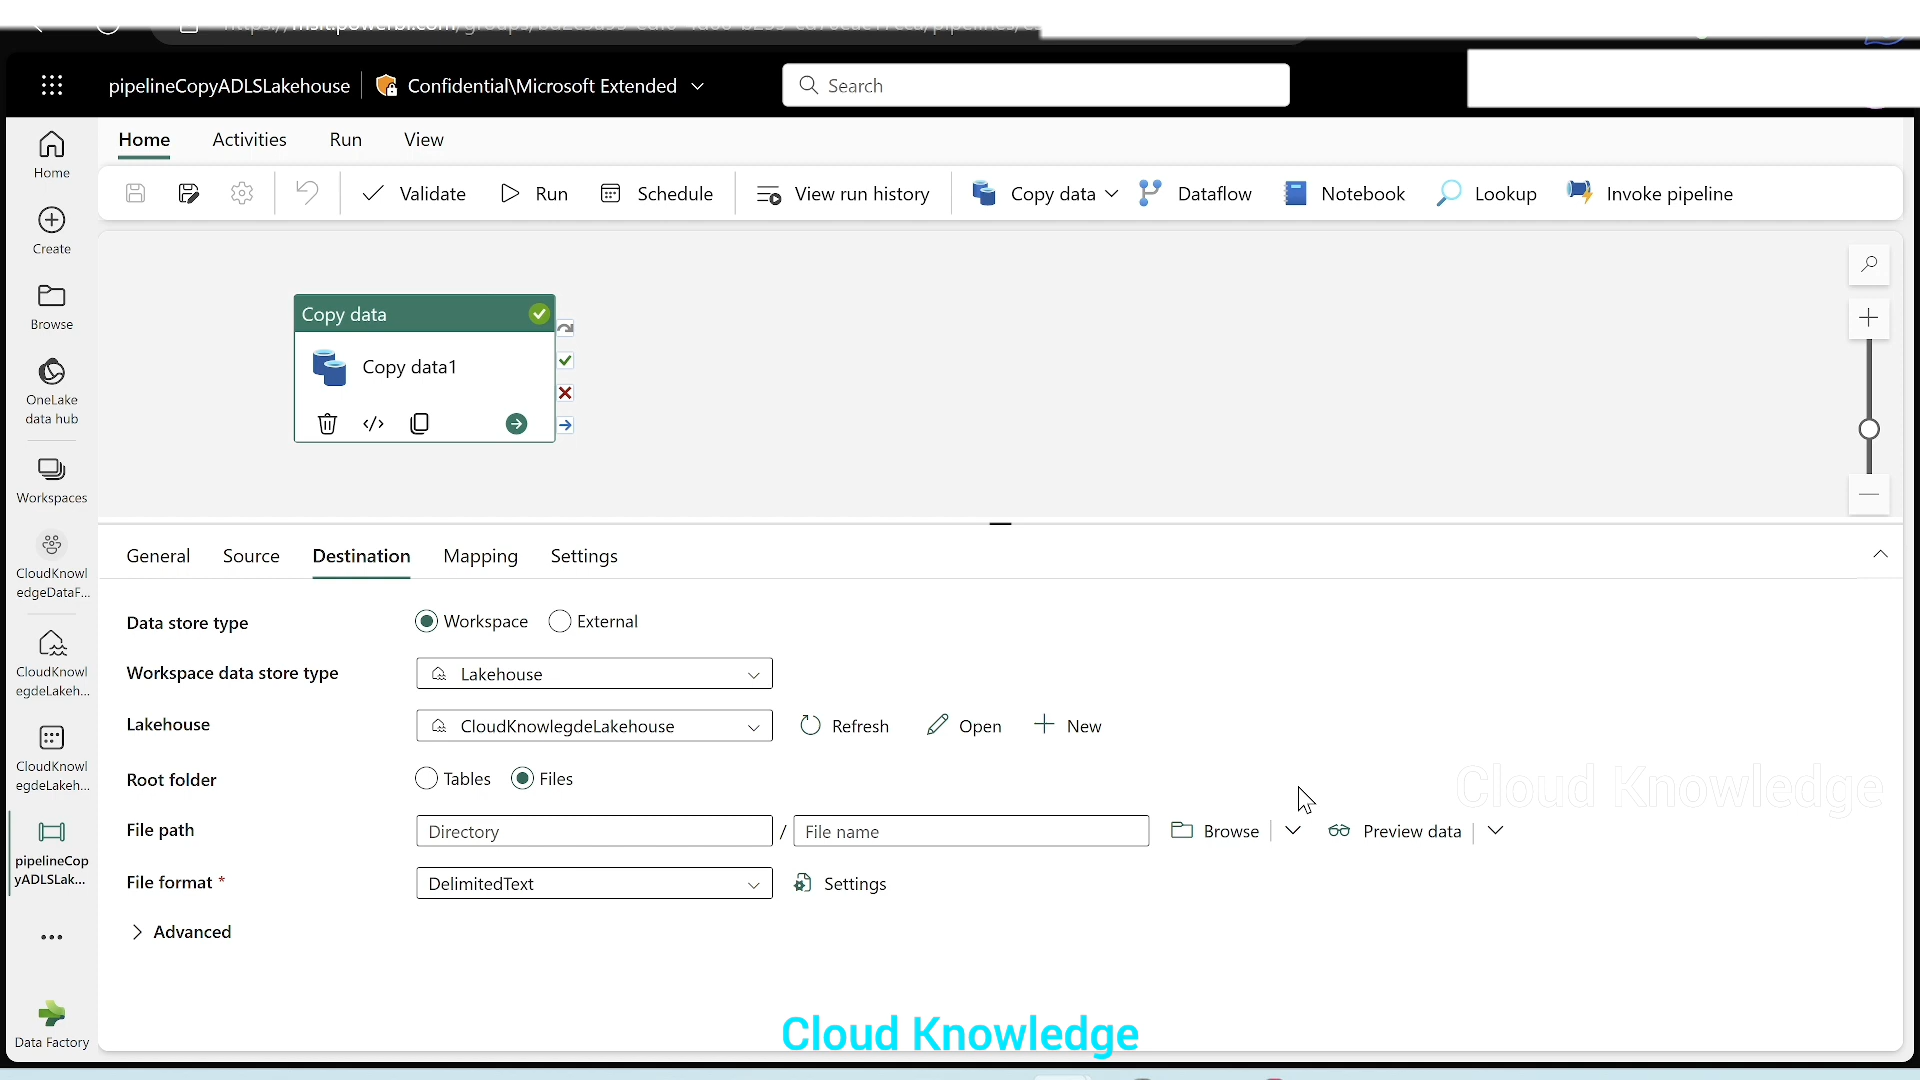 pipelineCopyADLSLakehouse
Confidential\Microsoft Extended
Search
Home
Activities
Run
View
Validate
Run
Schedule
View run history
Copy data
Dataflow
Notebook
Lookup
Invoke pipeline
Home
Create
Browse
OneLake
data hub
Workspaces
CloudKnowl
edgeDataF...
CloudKnowl
egdeLakeh...
CloudKnowl
egdeLakeh...
pipelineCop
yADLSLak...
Data Factory
Copy data
Copy data1
General
Source
Destination
Mapping
Settings
Data store type
Workspace
External
Workspace data store type
Lakehouse
Lakehouse
CloudKnowlegdeLakehouse
Refresh
Open
New
Root folder
Tables
Files
File path
Directory
/
File name
Browse
Preview data
File format *
DelimitedText
Settings
Advanced
Cloud Knowledge
Cloud Knowledge